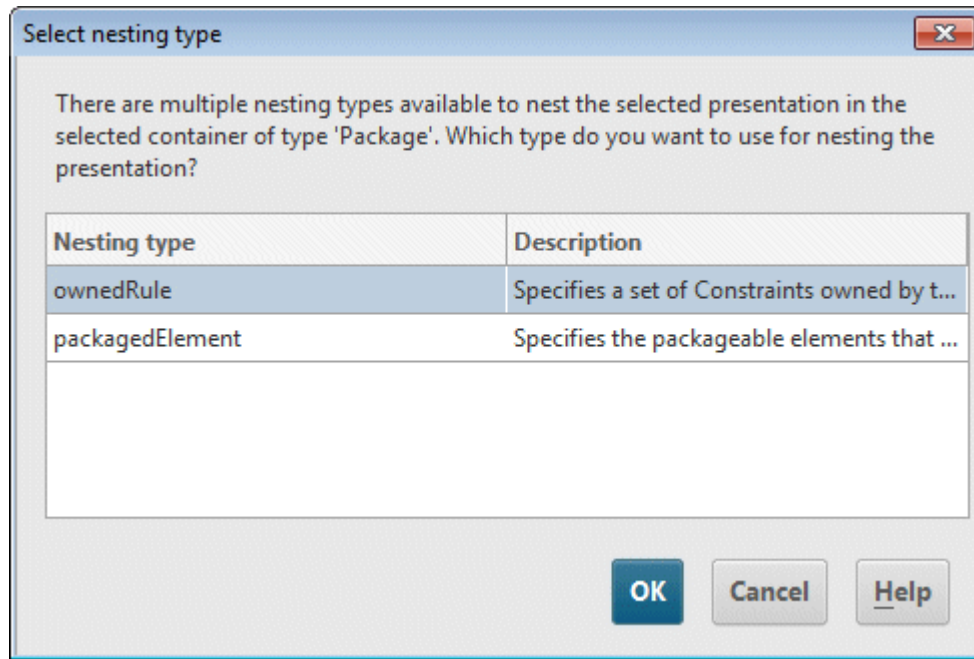 Select nesting type
There are multiple nesting types available to nest the selected presentation in the
selected container of type 'Package'. Which type do you want to use for nesting the
presentation?
Nesting type Description
ownedRule Specifies a set of Constraints owned by t...
packagedElement Specifies the packageable elements that ...
OK Cancel Help